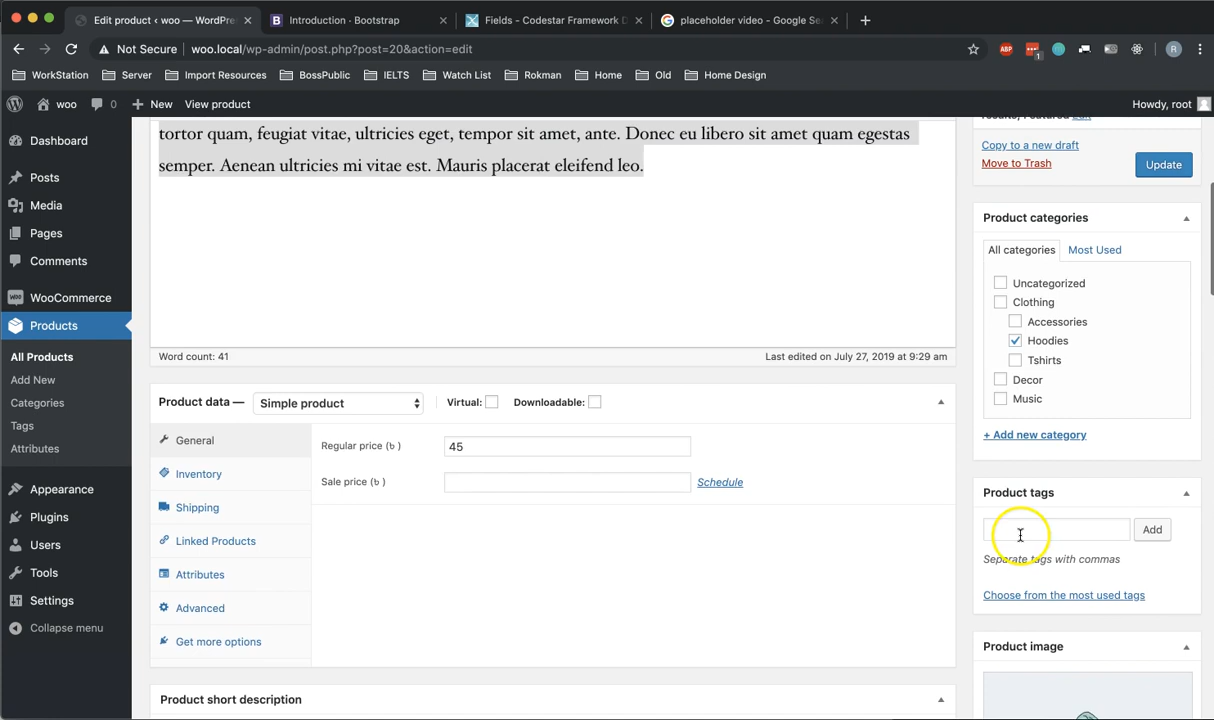 Edit product ‹ woo — WordPre
Introduction · Bootstrap
Fields - Codestar Framework D
placeholder video - Google Se
Not Secure
woo.local/wp-admin/post.php?post=20&action=edit
ABP
1
R
WorkStation
Server
Import Resources
BossPublic
IELTS
Watch List
Rokman
Home
Old
Home Design
woo
0
New
View product
Howdy, root
Dashboard
Posts
Media
Pages
Comments
WooCommerce
Products
All Products
Add New
Categories
Tags
Attributes
Appearance
Plugins
Users
Tools
Settings
Collapse menu
tortor quam, feugiat vitae, ultricies eget, tempor sit amet, ante. Donec eu libero sit amet quam egestas
semper. Aenean ultricies mi vitae est. Mauris placerat eleifend leo.
Word count: 41
Last edited on July 27, 2019 at 9:29 am
Product data —
Simple product
Virtual:
Downloadable:
General
Inventory
Shipping
Linked Products
Attributes
Advanced
Get more options
Regular price (৳ )
45
Sale price (৳ )
Schedule
Product short description
Copy to a new draft
Move to Trash
Update
Product categories
All categories
Most Used
Uncategorized
Clothing
Accessories
Hoodies
Tshirts
Decor
Music
+ Add new category
Product tags
Add
Separate tags with commas
Choose from the most used tags
Product image